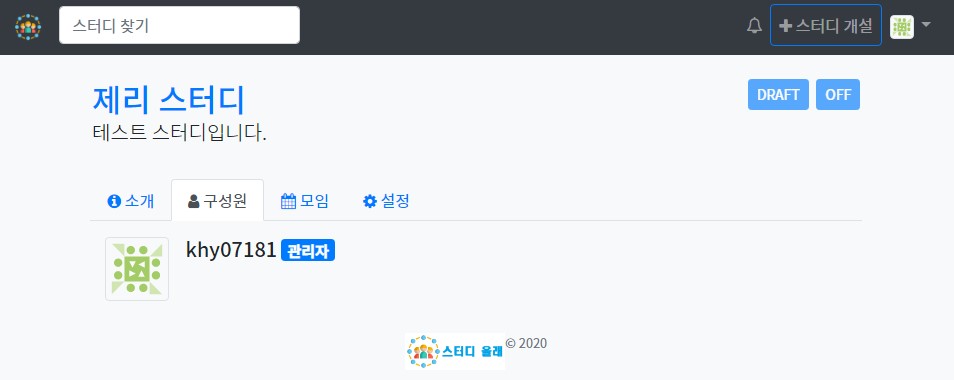 스터디 찾기
스터디 개설
제리 스터디
DRAFT OFF
테스트 스터디입니다.
소개 구성원 모임 설정
khy07181 관리자
스터디 올래 © 2020